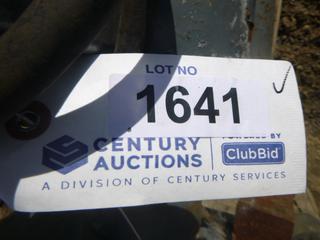 LOT NO
1641
CENTURY
AUCTIONS
POWERED BY
ClubBid
A DIVISION OF CENTURY SERVICES